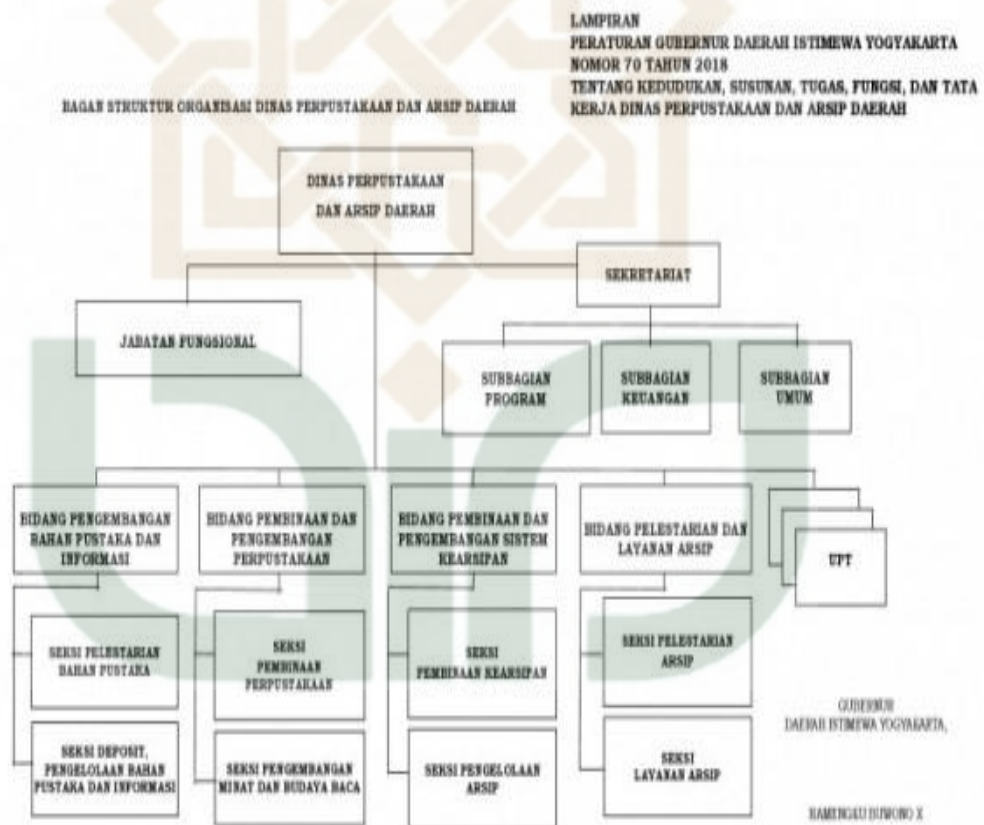 LAMPIRAN
PERATURAN GUBERNUR DAERAH ISTIMEWA YOGYAKARTA
NOMOR 70 TAHUN 2018
TENTANG KEDUDUKAN, SUSUNAN, TUGAS, FUNGSI, DAN TATA
KERJA DINAS PERPUSTAKAAN DAN ARSIP DAERAH
BAGAN STRUKTUR ORGANISASI DINAS PERPUSTAKAAN DAN ARSIP DAERAH
DINAS PERPUSTAKAAN
DAN ARSIP DAERAH
SEKRETARIAT
JABATAN FUNGSIONAL
SUBBAGIAN
PROGRAM
SUBBAGIAN
KEUANGAN
SUBBAGIAN
UMUM
BIDANG PENGEMBANGAN
BAHAN PUSTAKA DAN
INFORMASI
BIDANG PEMBINAAN DAN
PENGEMBANGAN
PERPUSTAKAAN
BIDANG PEMBINAAN DAN
PENGEMBANGAN SISTEM
KEARSIPAN
BIDANG PELESTARIAN DAN
LAYANAN ARSIP
UPT
SEKSI PELESTARIAN
BAHAN PUSTAKA
SEKSI
PEMBINAAN
PERPUSTAKAAN
SEKSI
PEMBINAAN KEARSIPAN
SEKSI PELESTARIAN
ARSIP
SEKSI DEPOSIT,
PENGELOLAAN BAHAN
PUSTAKA DAN INFORMASI
SEKSI PENGEMBANGAN
MINAT DAN BUDAYA BACA
SEKSI PENGELOLAAN
ARSIP
SEKSI
LAYANAN ARSIP
GUBERNUR
DAERAH ISTIMEWA YOGYAKARTA,
HAMENGKU BUWONO X